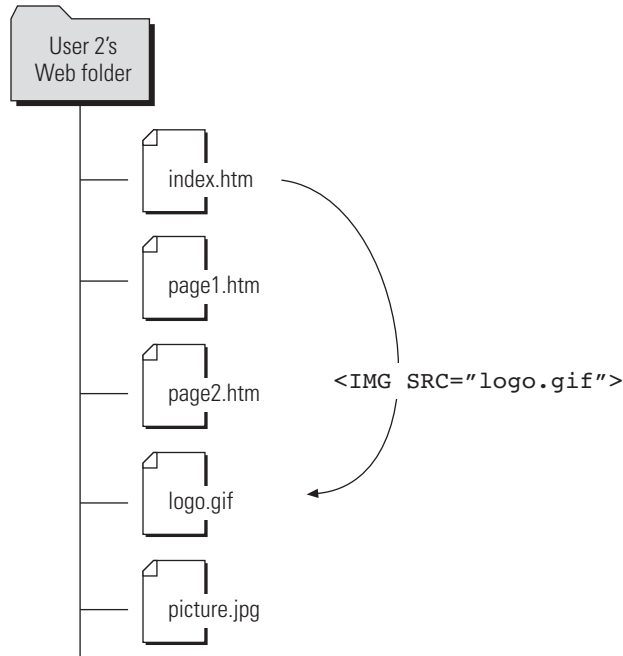 User 2's
Web folder
index.htm
page1.htm
page2.htm
<IMG SRC=”logo.gif”>
logo.gif
picture.jpg